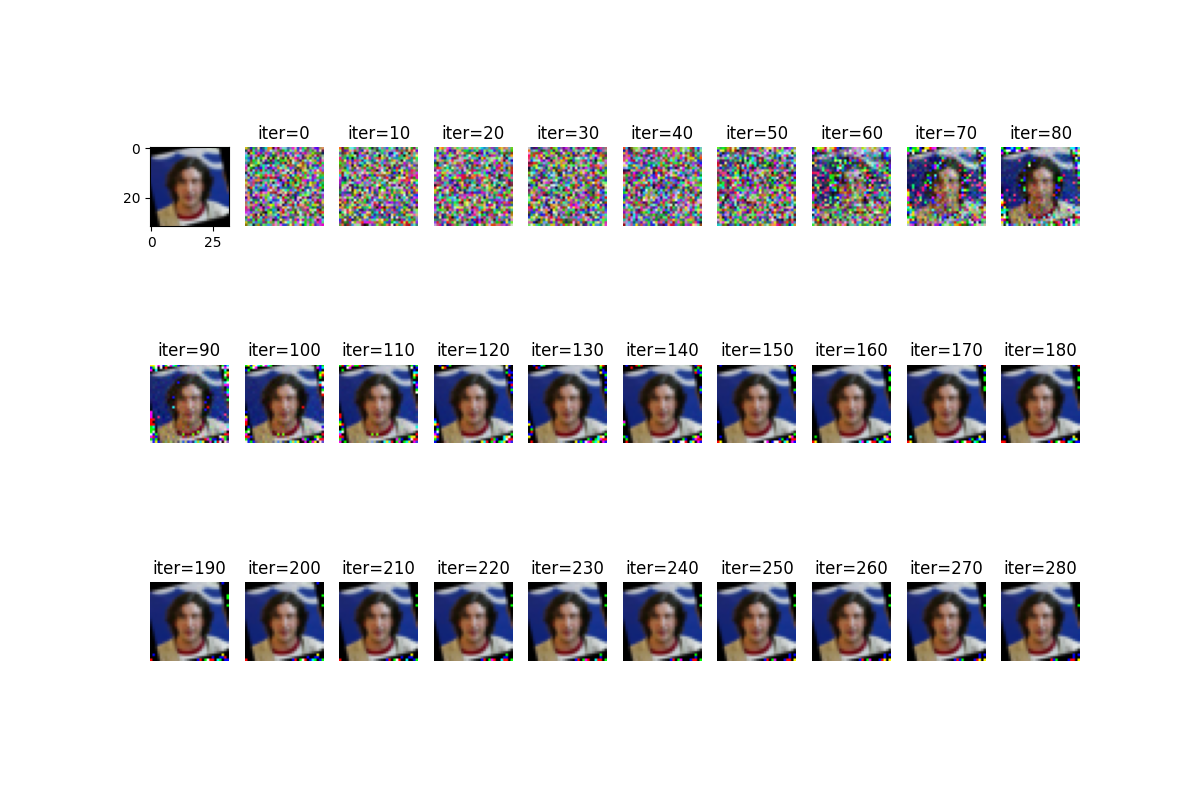 iter=0 iter=10 iter=20 iter=30 iter=40 iter=50 iter=60 iter=70 iter=80
0
20
0 25
iter=90 iter=100 iter=110 iter=120 iter=130 iter=140 iter=150 iter=160 iter=170 iter=180
iter=190 iter=200 iter=210 iter=220 iter=230 iter=240 iter=250 iter=260 iter=270 iter=280